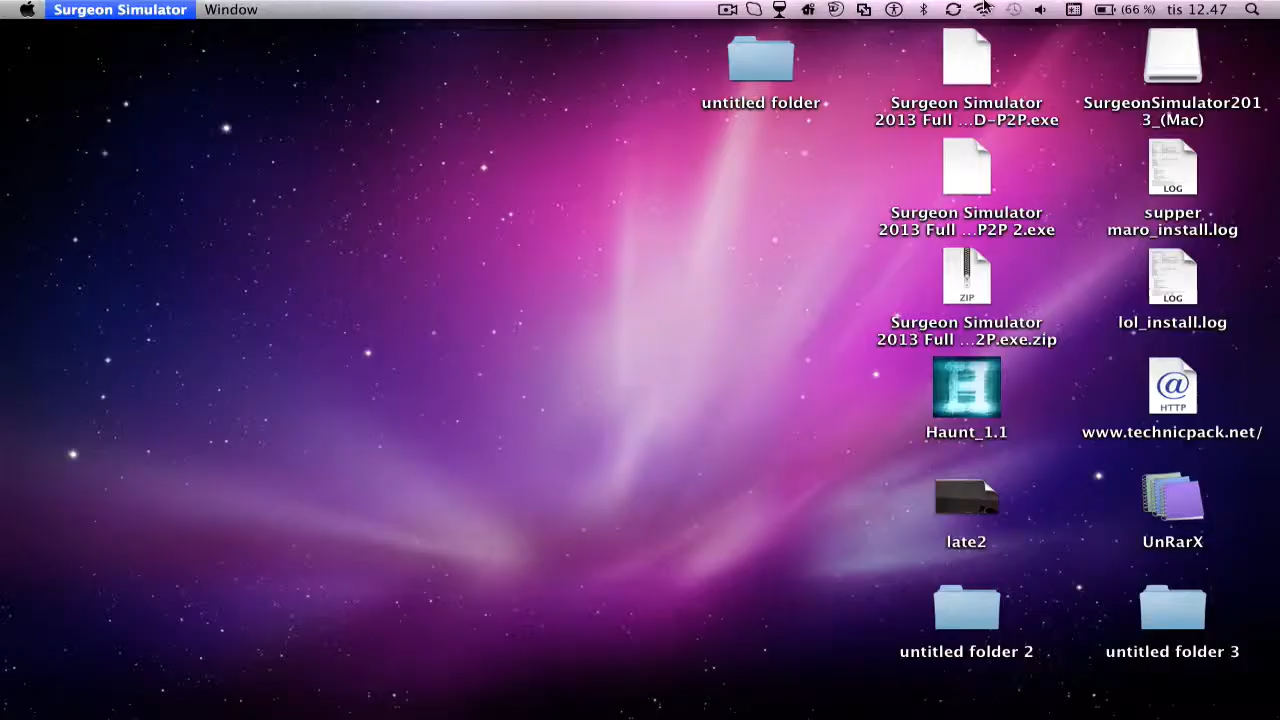 Surgeon Simulator Window (66 %) tis 12.47
untitled folder
Surgeon Simulator
2013 Full ...D-P2P.exe
SurgeonSimulator201
3_(Mac)
Surgeon Simulator
2013 Full ...P2P 2.exe
LOG
supper
maro_install.log
ZIP
Surgeon Simulator
2013 Full ...2P.exe.zip
LOG
lol_install.log
H
Haunt_1.1
@
HTTP
www.technicpack.net/
late2
UnRarX
untitled folder 2
untitled folder 3